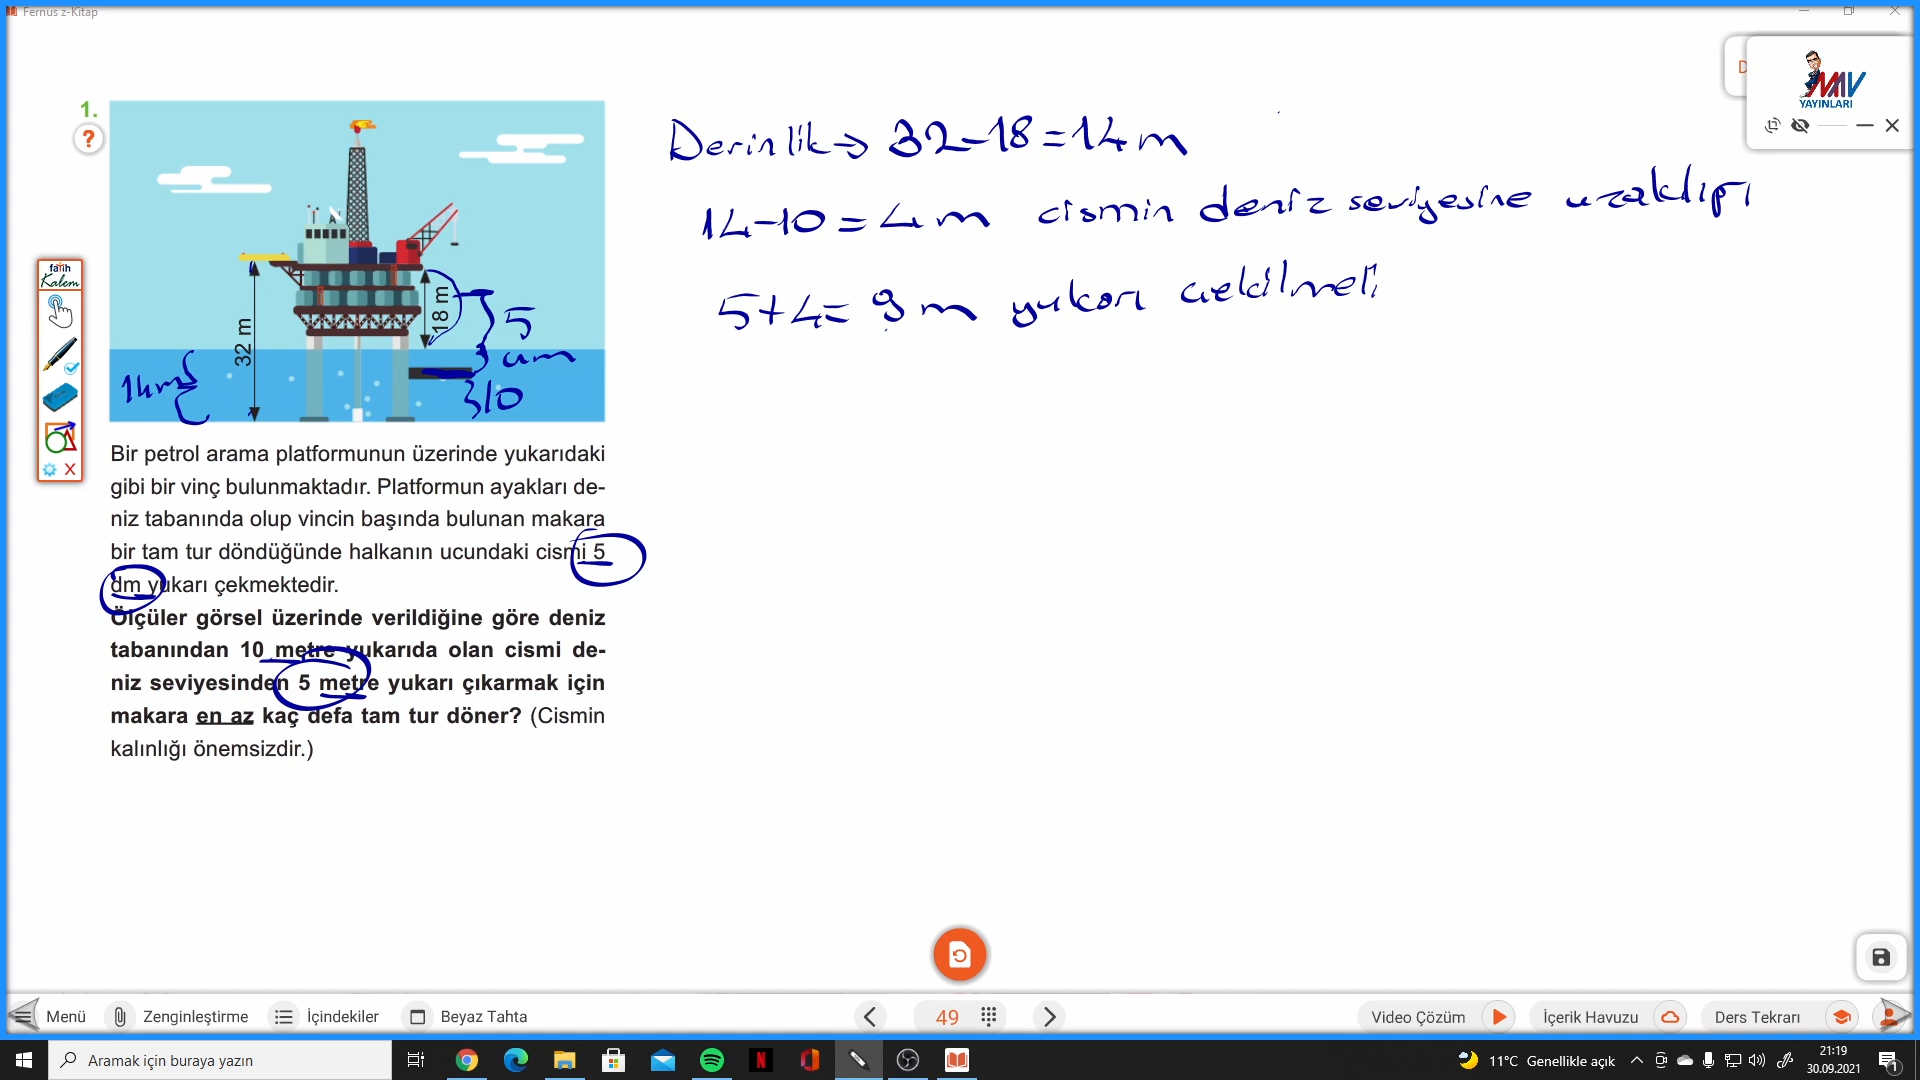 Fernus z-Kitap
MAV
YAYINLARI
D
1.
?
fatih
Kalem
32 m
18 m
14m
5
4m
10
Derinlik → 32-18=14m
14-10=4m cismin deniz seviyesine uzaklığı
5+4=9m yukarı çekilmeli
Bir petrol arama platformunun üzerinde yukarıdaki
gibi bir vinç bulunmaktadır. Platformun ayakları de-
niz tabanında olup vincin başında bulunan makara
bir tam tur döndüğünde halkanın ucundaki cismi 5
dm yukarı çekmektedir.
Ölçüler görsel üzerinde verildiğine göre deniz
tabanından 10 metre yukarıda olan cismi de-
niz seviyesinden 5 metre yukarı çıkarmak için
makara en az kaç defa tam tur döner? (Cismin
kalınlığı önemsizdir.)
Menü Zenginleştirme İçindekiler Beyaz Tahta 49 Video Çözüm İçerik Havuzu Ders Tekrarı
Aramak için buraya yazın 11°C Genellikle açık 21:19
30.09.2021
1